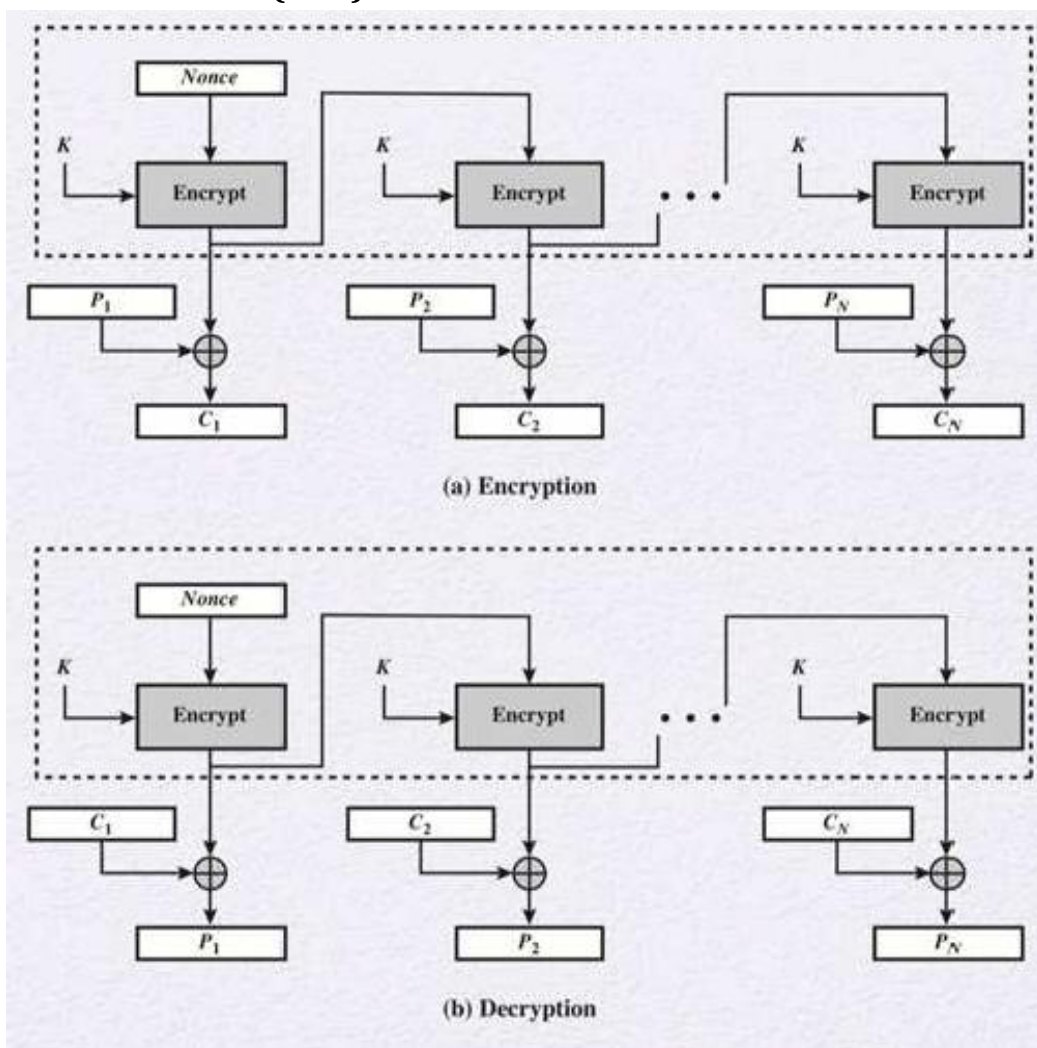 Nonce
K K K
Encrypt Encrypt • • • Encrypt
P1 P2 PN
C1 C2 CN
(a) Encryption
Nonce
K K K
Encrypt Encrypt • • • Encrypt
C1 C2 CN
P1 P2 PN
(b) Decryption